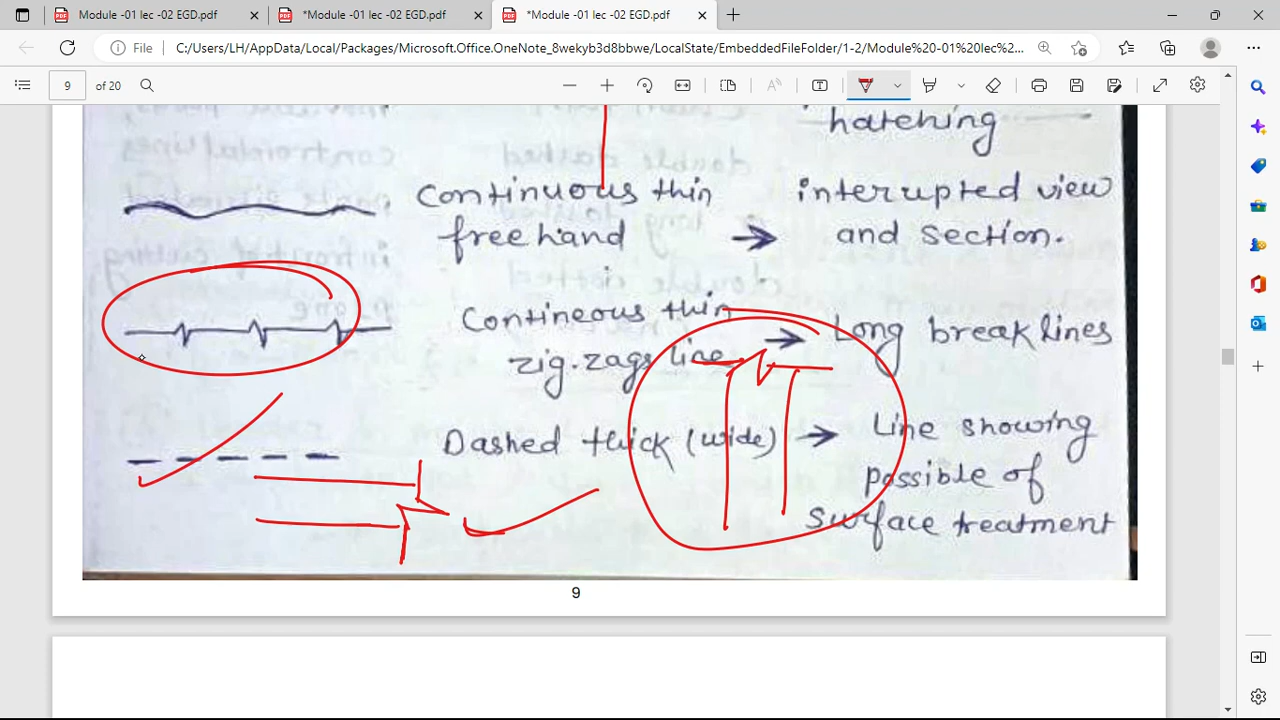 Module -01 lec -02 EGD.pdf
*Module -01 lec -02 EGD.pdf
*Module -01 lec -02 EGD.pdf
File
C:/Users/LH/AppData/Local/Packages/Microsoft.Office.OneNote_8wekyb3d8bbwe/LocalState/EmbeddedFileFolder/1-2/Module%20-01%20lec%2...
9 of 20
hatching
Continuous thin
free hand
interrupted view
and section.
Contineous thin
zig.zags line
Long break lines
Dashed thick (wide)
Line showing
possible of
surface treatment
9